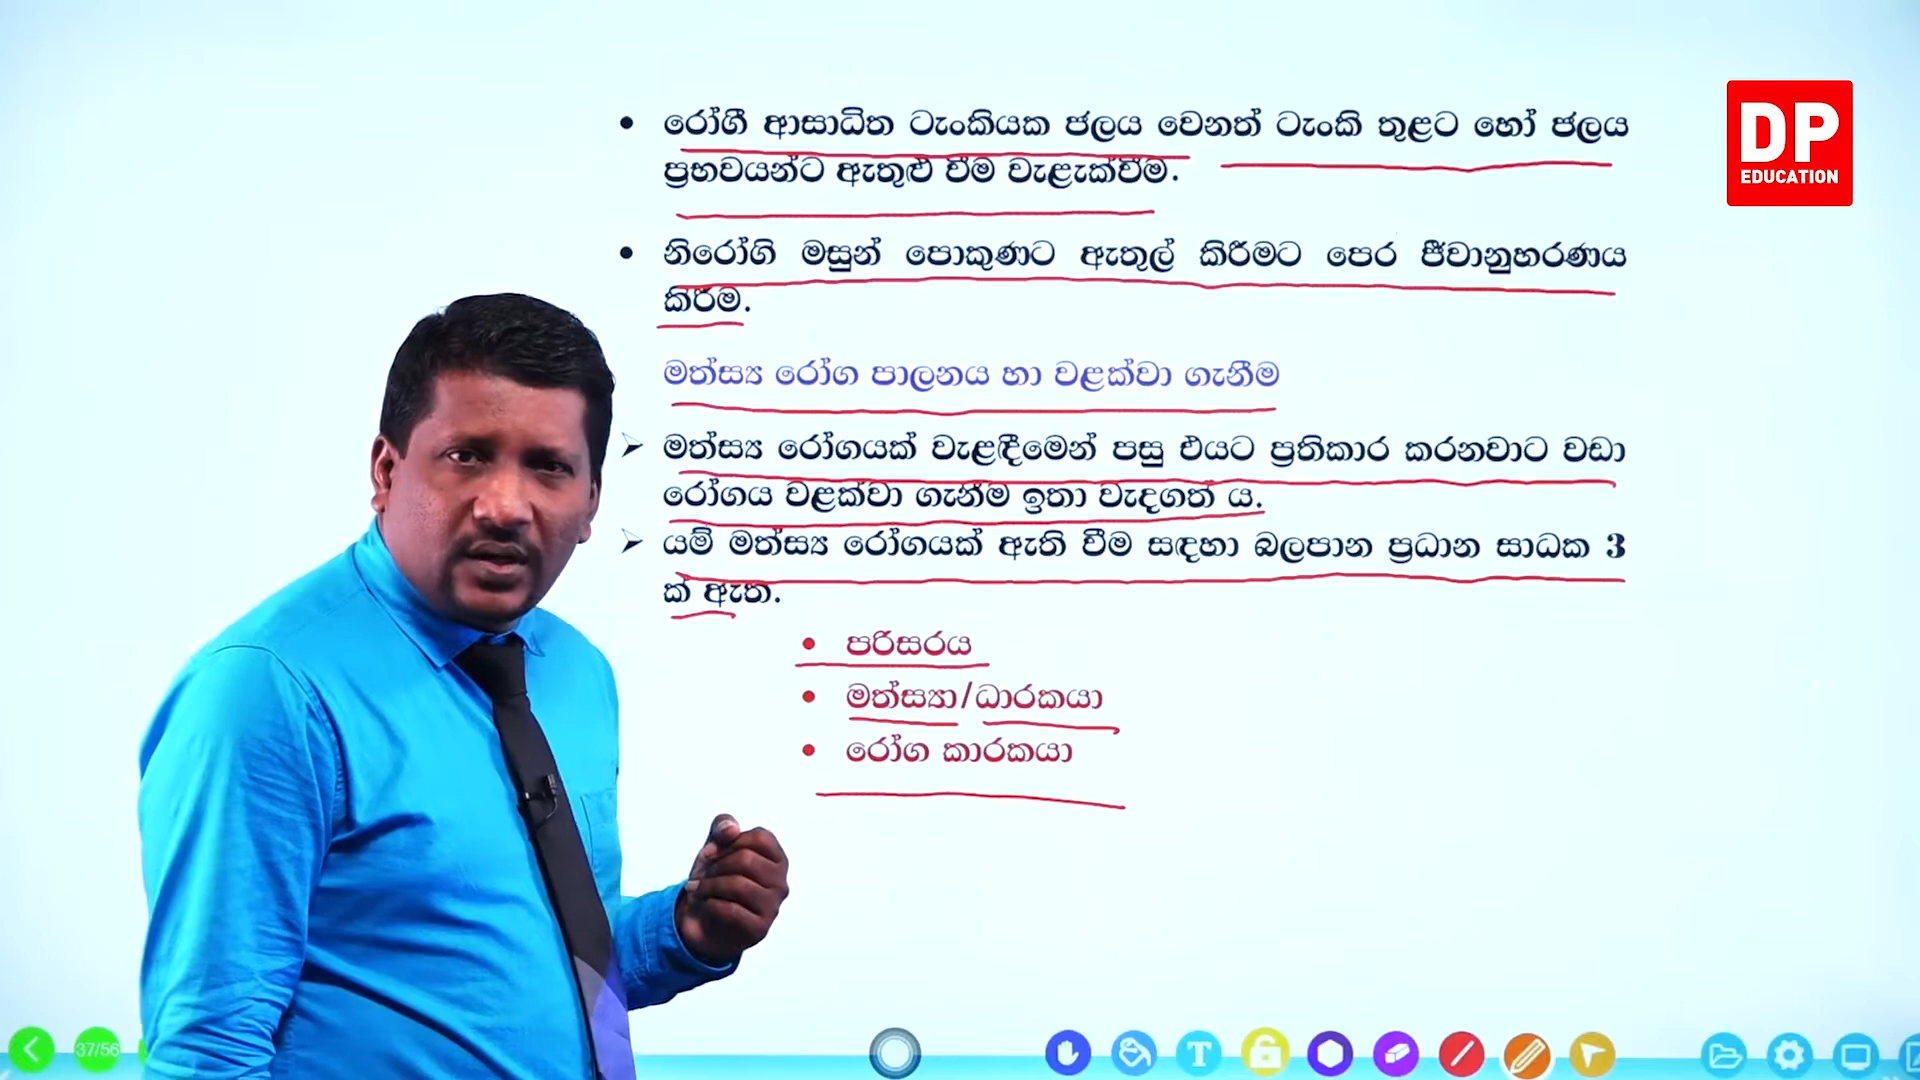 රෝගී ආසාධිත ටැංකියක ජලය වෙනත් ටැංකි තුළට හෝ ජලය
ප්‍රභවයන්ට ඇතුළු වීම වැළැක්වීම.
නිරෝගි මසුන් පොකුණට ඇතුල් කිරීමට පෙර ජීවානුහරණය
කිරීම.
මත්ස්‍ය රෝග පාලනය හා වළක්වා ගැනීම
මත්ස්‍ය රෝගයක් වැළඳීමෙන් පසු එයට ප්‍රතිකාර කරනවාට වඩා
රෝගය වළක්වා ගැනීම ඉතා වැදගත් ය.
යම් මත්ස්‍ය රෝගයක් ඇති වීම සඳහා බලපාන ප්‍රධාන සාධක 3
ක් ඇත.
පරිසරය
මත්ස්‍යා/ධාරකයා
රෝග කාරකයා
DP
EDUCATION
37/56
T